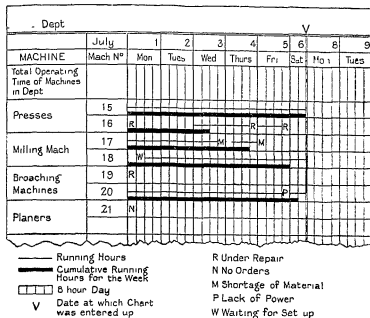 . Dept
V
July 1 2 3 4 5 6 8 9
MACHINE Mach Nº Mon Tues Wed Thurs Fri Sat Mon Tues
Total Operating
Time of Machines
in Dept
15
Presses
16 R R R
17 M M
Milling Mach
18 W
Broaching 19 R
Machines
20 P
21 N
Planers
Running Hours
Cumulative Running
Hours for the Week
8 hour Day
V Date at which Chart
was entered up
R Under Repair
N No Orders
M Shortage of Material
P Lack of Power
W Waiting for Set up